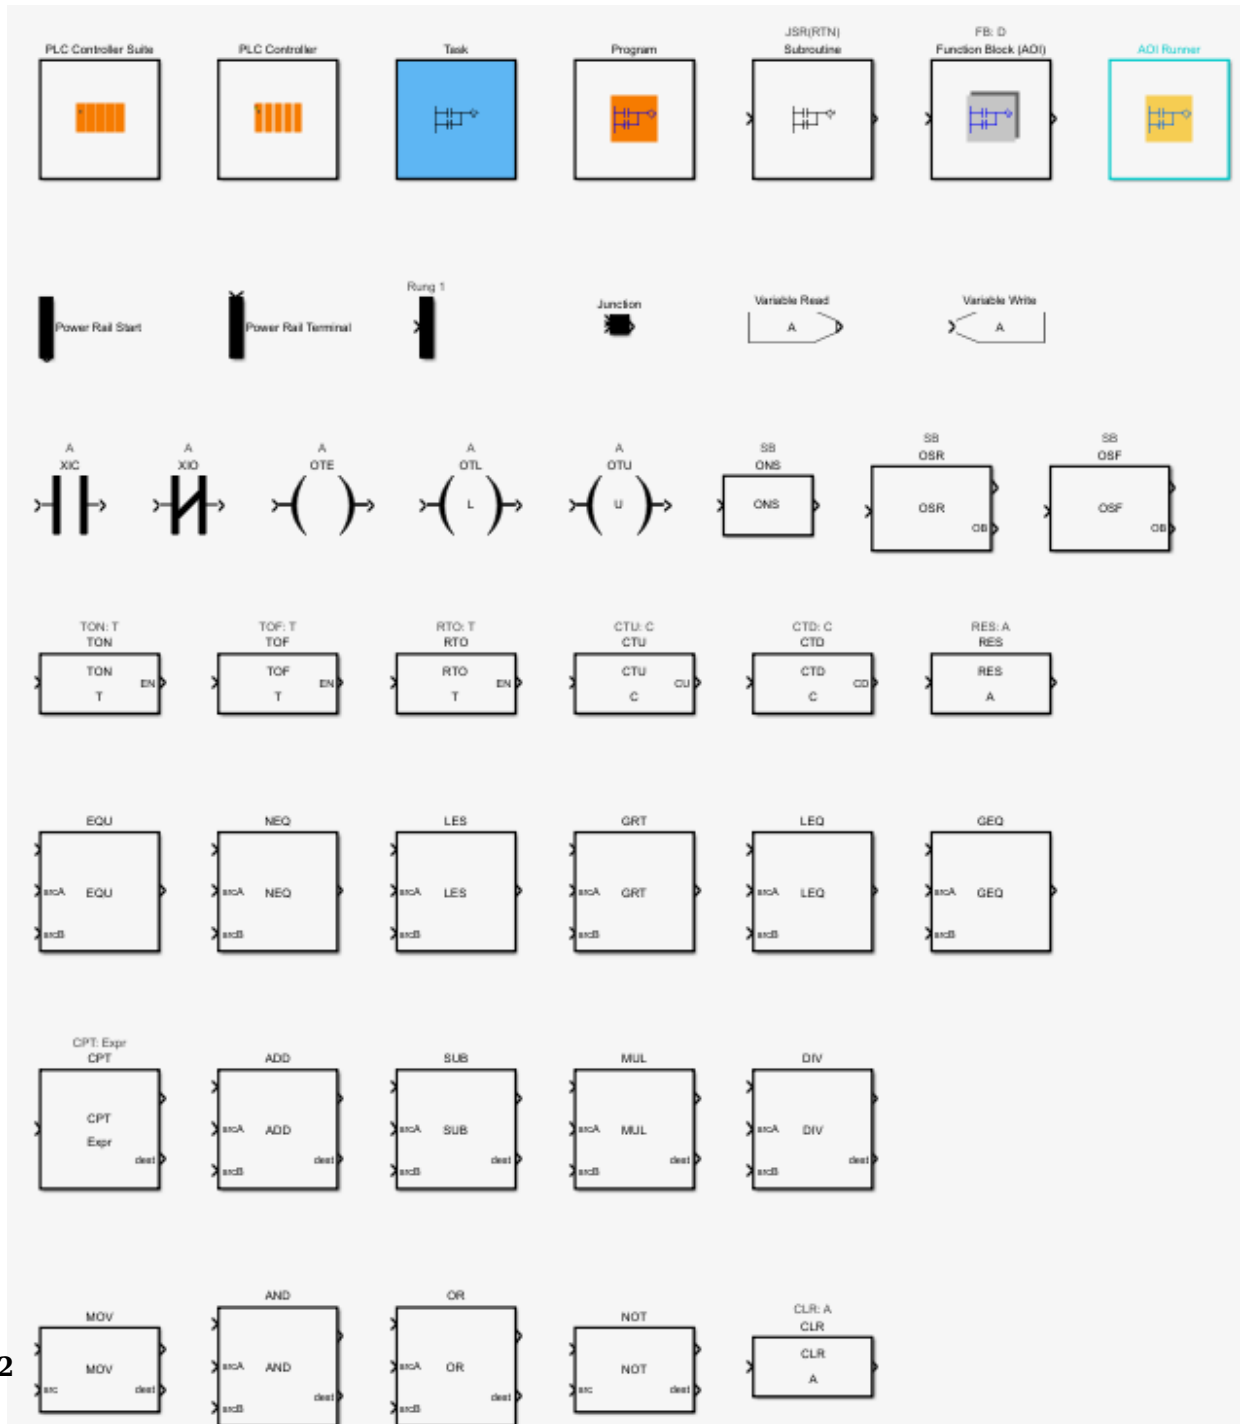 JSR(RTN) FB: D
PLC Controller Suite PLC Controller Task Program Subroutine Function Block (AOI) AOI Runner
Rung 1
Junction Variable Read Variable Write
Power Rail Start Power Rail Terminal A A
A A A A A SB SB SB
XIC XIO OTE OTL OTU ONS OSR OSF
L U ONS OSR OSF
OB OB
TON: T TOF: T RTO: T CTU: C CTD: C RES: A
TON TOF RTO CTU CTD RES
TON TOF RTO CTU CTD RES
EN EN EN CU CD
T T T C C A
EQU NEQ LES GRT LEQ GEQ
srcA EQU srcA NEQ srcA LES srcA GRT srcA LEQ srcA GEQ
srcB srcB srcB srcB srcB srcB
CPT: Expr
CPT ADD SUB MUL DIV
CPT
srcA ADD srcA SUB srcA MUL srcA DIV
Expr
dest dest dest dest dest
srcB srcB srcB srcB
AND OR
MOV NOT CLR: A
CLR
CLR
2 MOV srcA AND srcA OR NOT
A
src dest dest dest src dest
srcB srcB